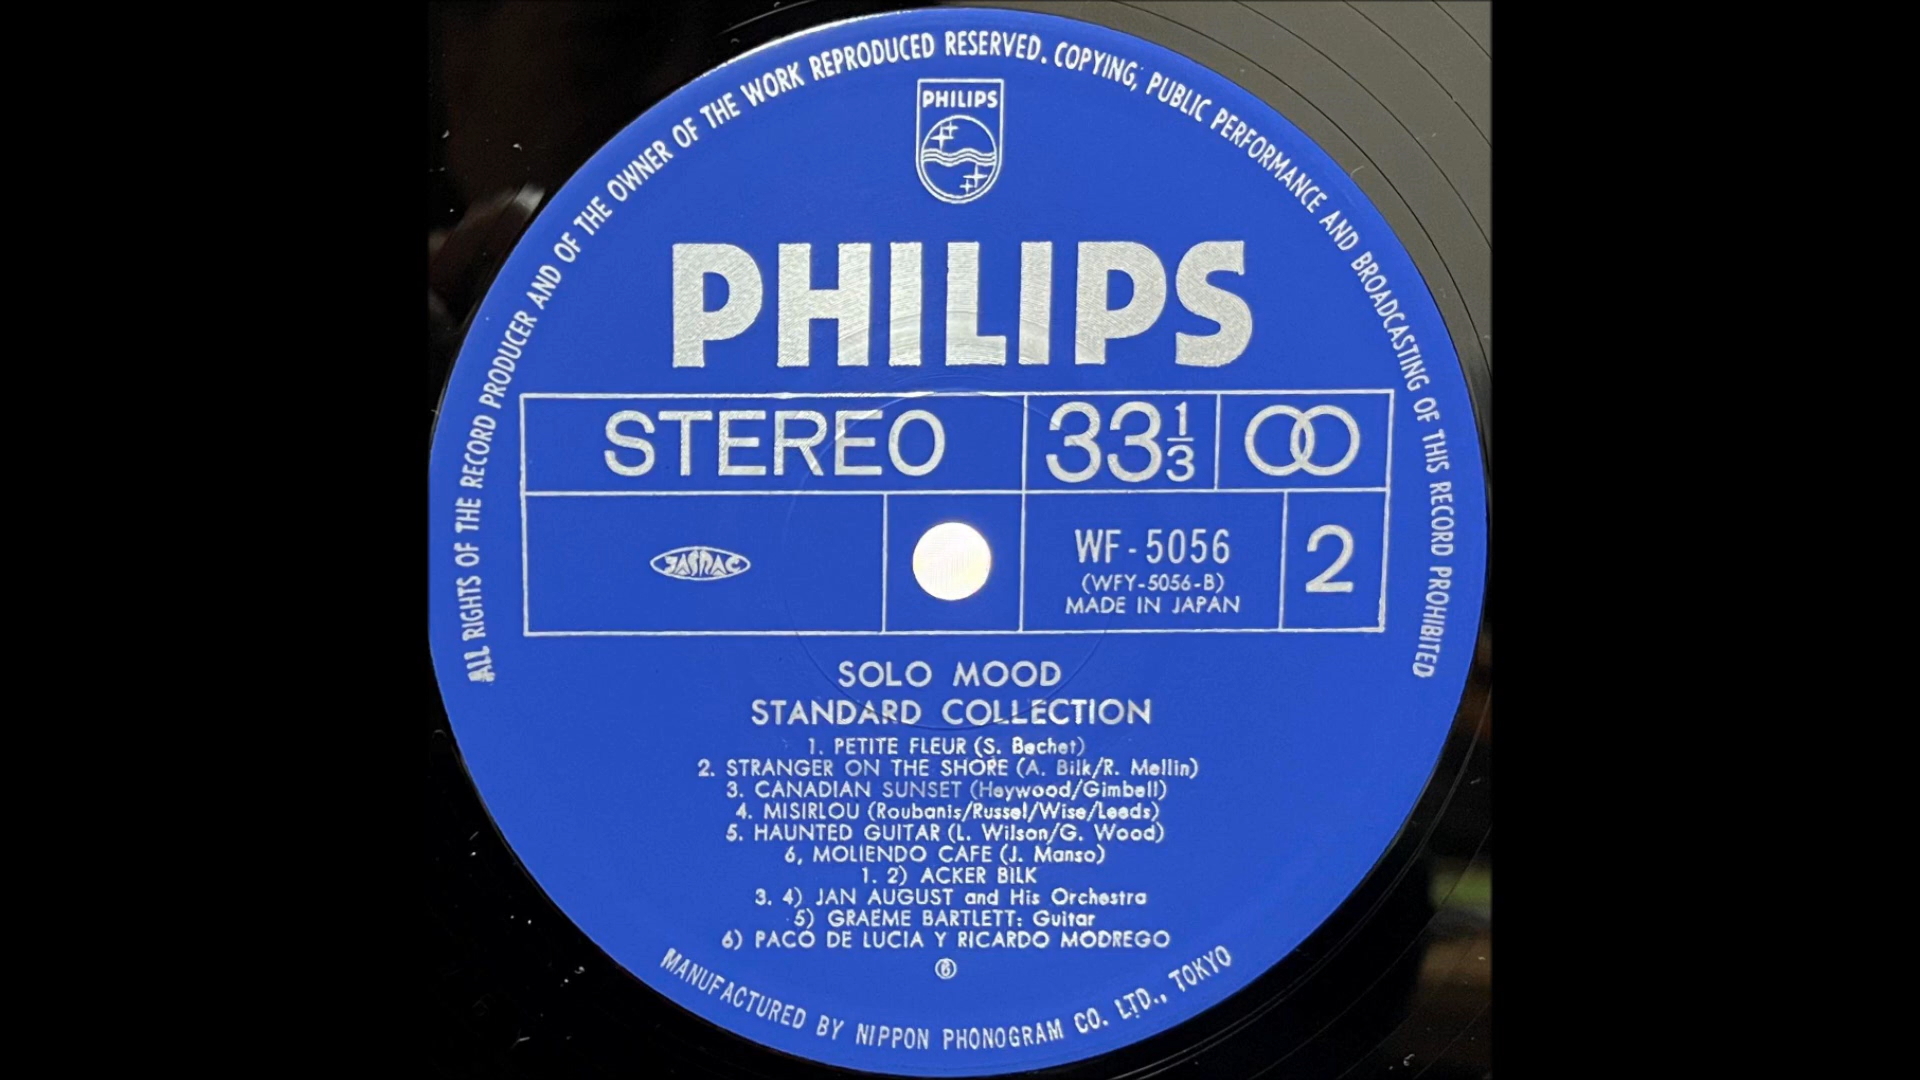 ALL RIGHTS OF THE RECORD PRODUCER AND OF THE OWNER OF THE WORK REPRODUCED RESERVED. COPYING, PUBLIC PERFORMANCE AND BROADCASTING OF THIS RECORD PROHIBITED
PHILIPS
PHILIPS
STEREO 33 1/3
JASRAC
WF-5056 2
(WFY-5056-B)
MADE IN JAPAN
SOLO MOOD
STANDARD COLLECTION
1. PETITE FLEUR (S. Bechet)
2. STRANGER ON THE SHORE (A. Bilk/R. Mellin)
3. CANADIAN SUNSET (Heywood/Gimbell)
4. MISIRLOU (Roubanis/Russel/Wise/Leeds)
5. HAUNTED GUITAR (L. Wilson/G. Wood)
6, MOLIENDO CAFE (J. Manso)
1. 2) ACKER BILK
3. 4) JAN AUGUST and His Orchestra
5) GRAEME BARTLETT: Guitar
6) PACO DE LUCIA Y RICARDO MODREGO
⑥
MANUFACTURED BY NIPPON PHONOGRAM CO. LTD., TOKYO